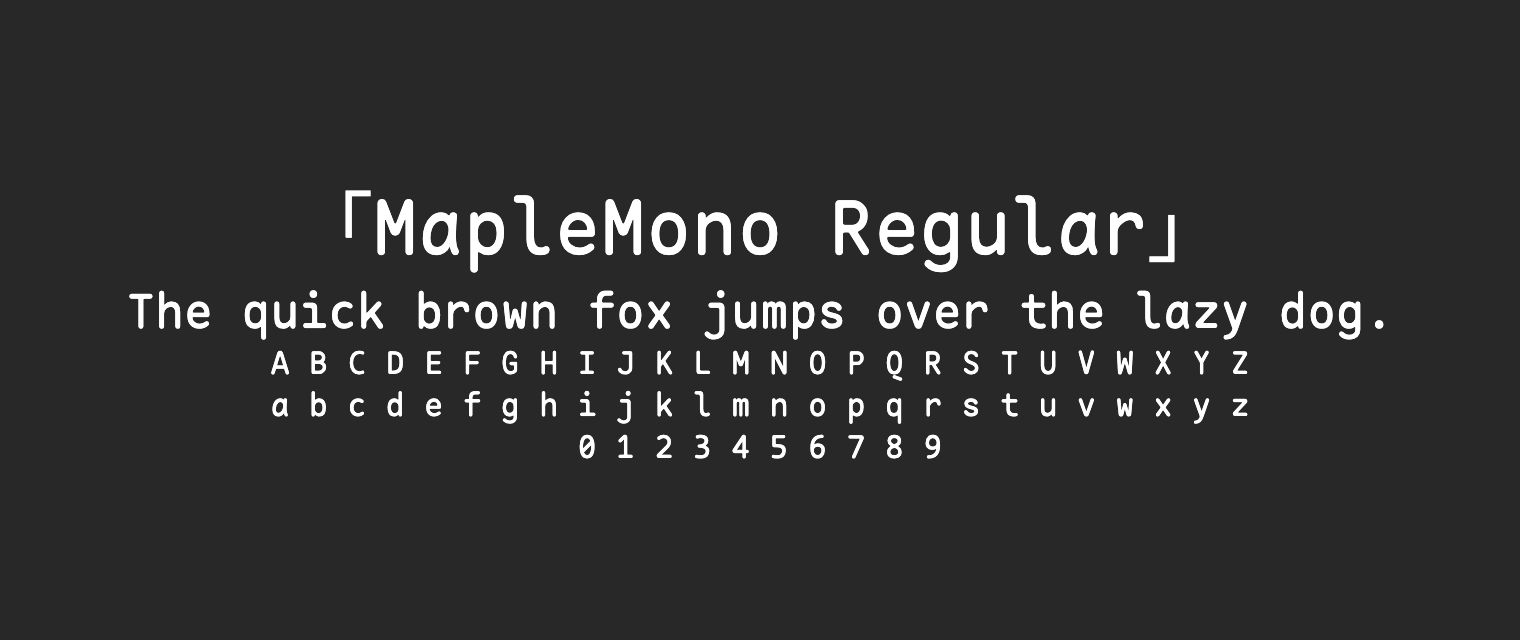 「MapleMono Regular」
The quick brown fox jumps over the lazy dog.
A B C D E F G H I J K L M N O P Q R S T U V W X Y Z
a b c d e f g h i j k l m n o p q r s t u v w x y z
0 1 2 3 4 5 6 7 8 9